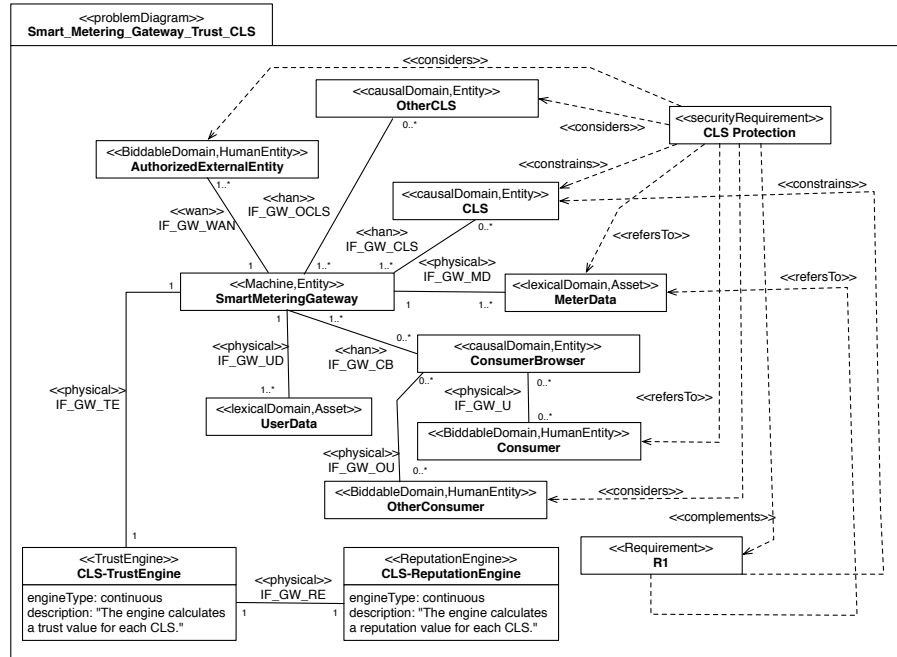 <<problemDiagram>>
Smart_Metering_Gateway_Trust_CLS
<<considers>>
<<causalDomain,Entity>>
OtherCLS
0..*
<<securityRequirement>>
CLS Protection
<<considers>>
<<BiddableDomain,HumanEntity>>
AuthorizedExternalEntity
1..*
<<constrains>>
<<constrains>>
<<causalDomain,Entity>>
CLS
0..*
<<han>>
IF_GW_OCLS
<<wan>>
IF_GW_WAN
<<han>>
IF_GW_CLS
<<refersTo>>
<<physical>>
IF_GW_MD
1
1..*
1..*
<<refersTo>>
<<Machine,Entity>>
SmartMeteringGateway
<<lexicalDomain,Asset>>
MeterData
1
1
1..*
1
1..*
0..*
<<physical>>
IF_GW_UD
<<han>>
IF_GW_CB
<<causalDomain,Entity>>
ConsumerBrowser
<<physical>>
IF_GW_TE
1..*
0..*
0..*
<<physical>>
IF_GW_U
<<refersTo>>
<<lexicalDomain,Asset>>
UserData
0..*
<<BiddableDomain,HumanEntity>>
Consumer
<<physical>>
IF_GW_OU
0..*
<<BiddableDomain,HumanEntity>>
OtherConsumer
<<considers>>
<<complements>>
1
<<Requirement>>
R1
<<TrustEngine>>
CLS-TrustEngine
engineType: continuous
description: "The engine calculates
a trust value for each CLS."
<<physical>>
IF_GW_RE
1
1
<<ReputationEngine>>
CLS-ReputationEngine
engineType: continuous
description: "The engine calculates
a reputation value for each CLS."